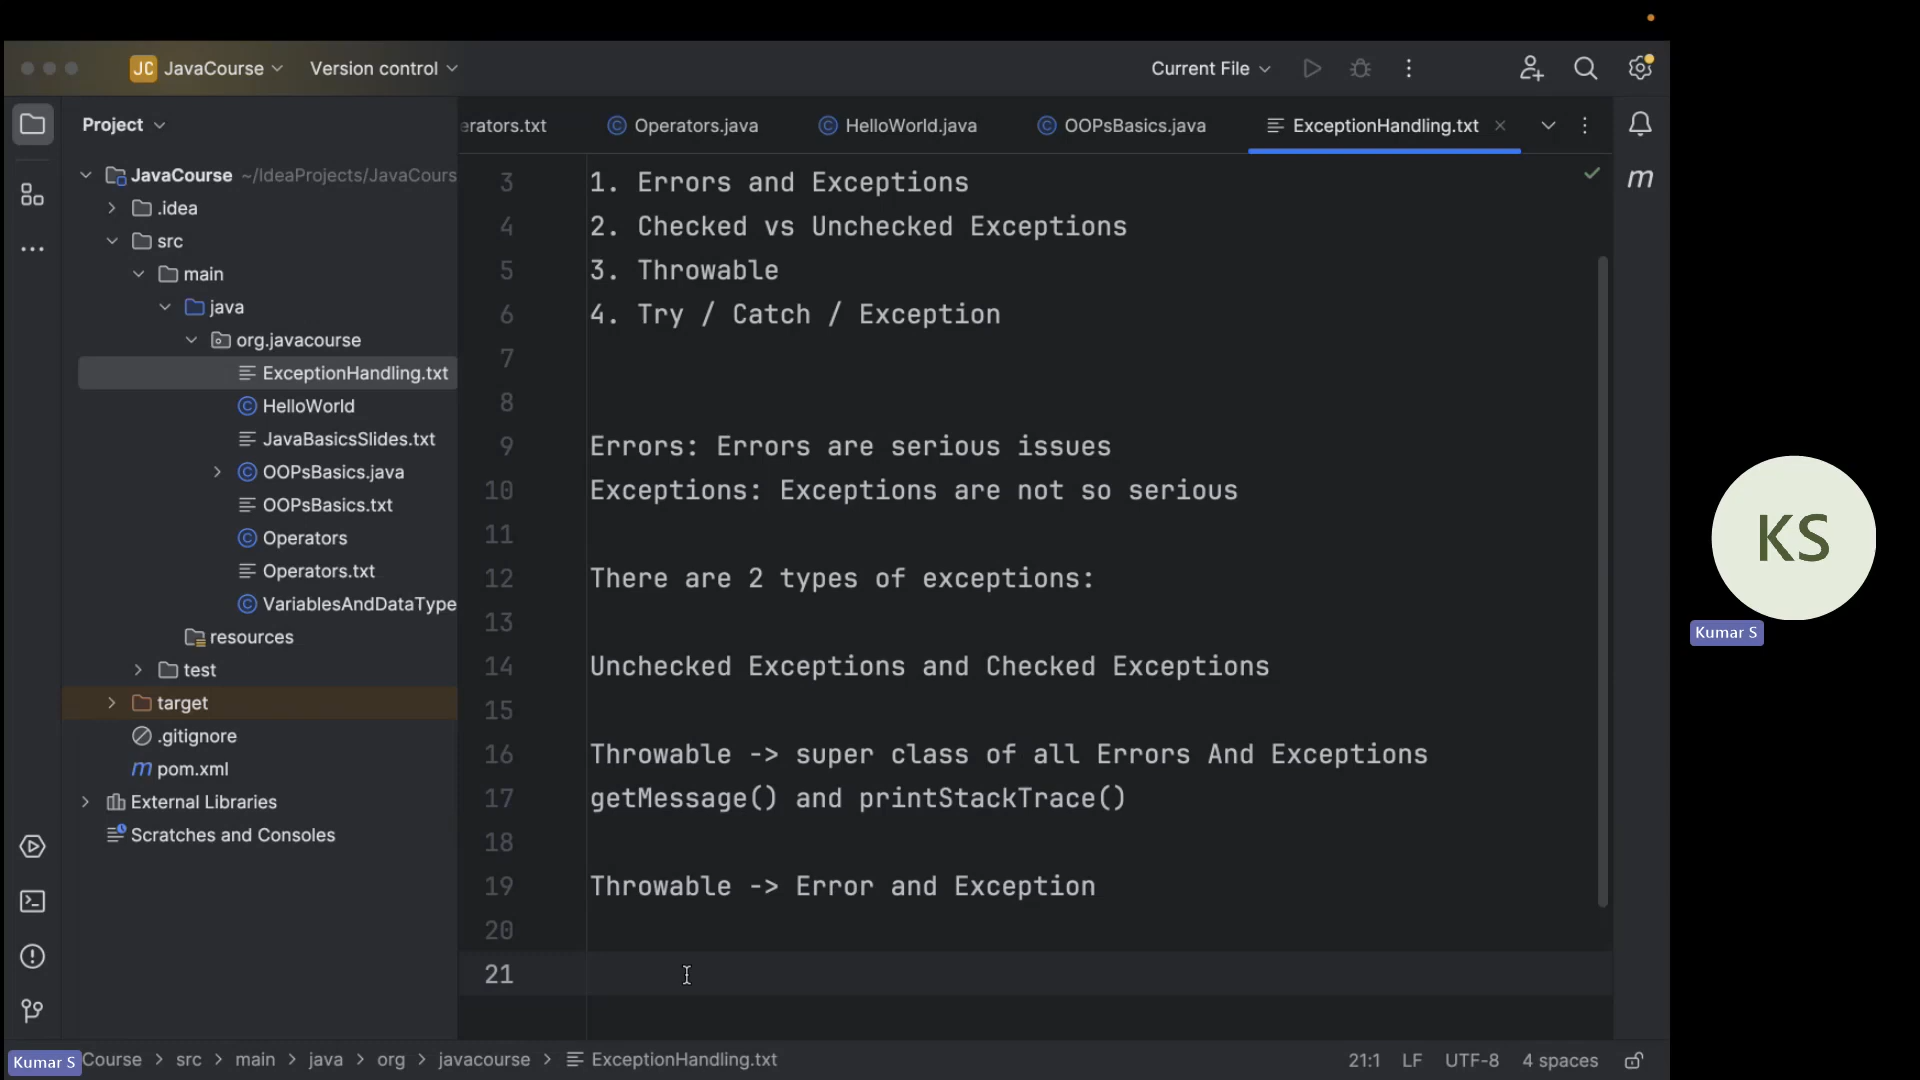 JC JavaCourse Version control Current File
Project
erators.txt Operators.java HelloWorld.java OOPsBasics.java ExceptionHandling.txt
JavaCourse ~/IdeaProjects/JavaCours
.idea
src
main
java
org.javacourse
ExceptionHandling.txt
HelloWorld
JavaBasicsSlides.txt
OOPsBasics.java
OOPsBasics.txt
Operators
Operators.txt
VariablesAndDataType
resources
test
target
.gitignore
m pom.xml
External Libraries
Scratches and Consoles
3 1. Errors and Exceptions
4 2. Checked vs Unchecked Exceptions
5 3. Throwable
6 4. Try / Catch / Exception
7
8
9 Errors: Errors are serious issues
10 Exceptions: Exceptions are not so serious
11
12 There are 2 types of exceptions:
13
14 Unchecked Exceptions and Checked Exceptions
15
16 Throwable -> super class of all Errors And Exceptions
17 getMessage() and printStackTrace()
18
19 Throwable -> Error and Exception
20
21
m
KS
Kumar S
Kumar S Course > src > main > java > org > javacourse > ExceptionHandling.txt 21:1 LF UTF-8 4 spaces